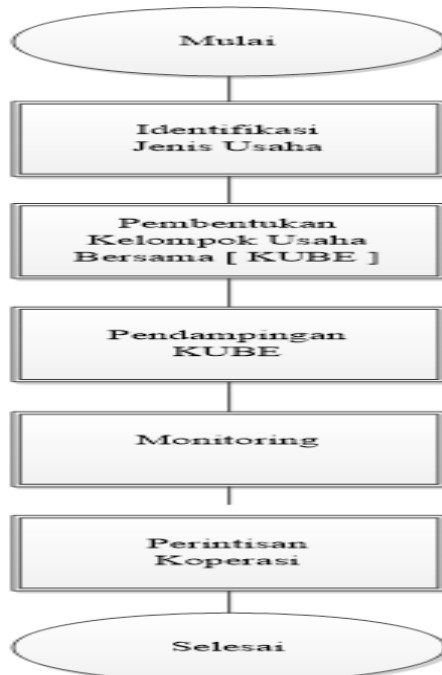 Mulai
Identifikasi
Jenis Usaha
Pembentukan
Kelompok Usaha
Bersama [ KUBE ]
Pendampingan
KUBE
Monitoring
Perintisan
Koperasi
Selesai